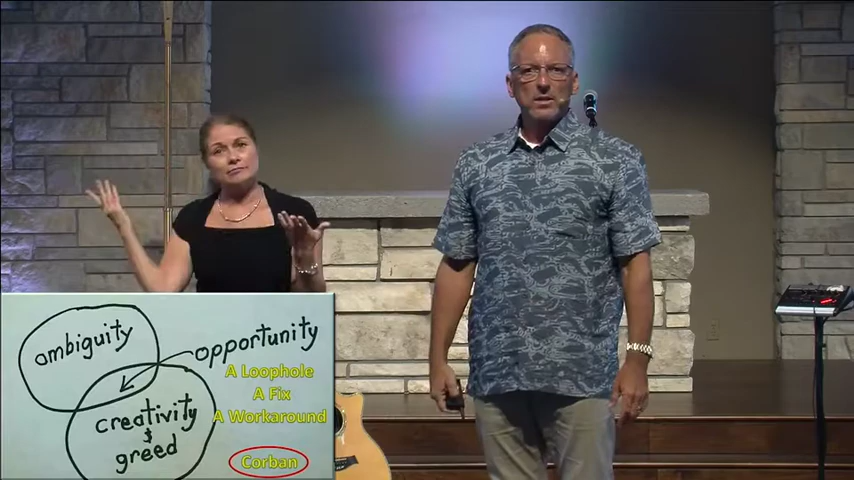 ambiguity
opportunity
A Loophole
A Fix
A Workaround
creativity
&
greed
Corban